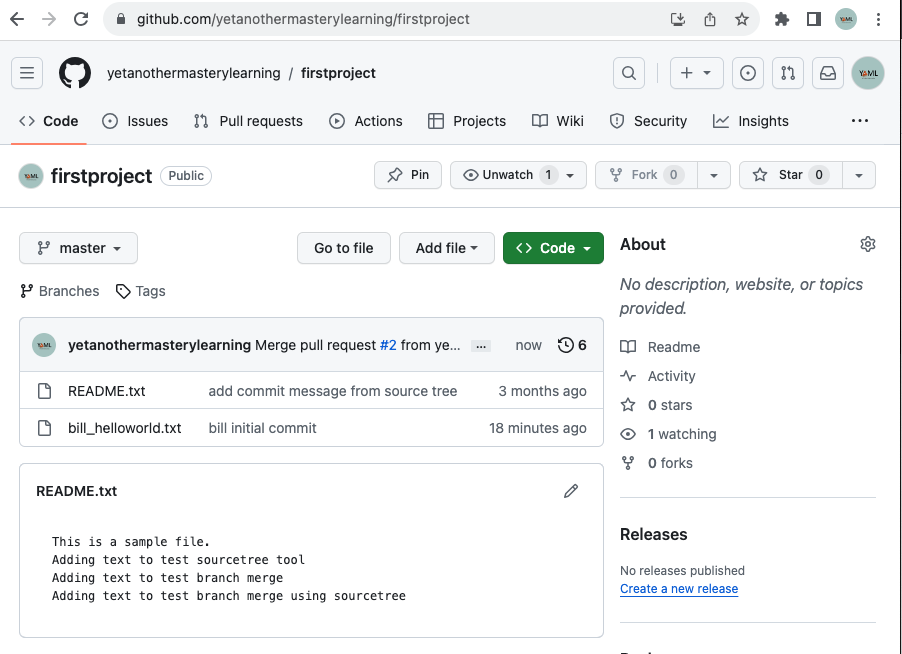 github.com/yetanothermasterylearning/firstproject
yetanothermasterylearning / firstproject
Code Issues Pull requests Actions Projects Wiki Security Insights
firstproject Public Pin Unwatch 1 Fork 0 Star 0
master Go to file Add file Code
Branches Tags
yetanothermasterylearning Merge pull request #2 from ye... ... now 6
README.txt add commit message from source tree 3 months ago
bill_helloworld.txt bill initial commit 18 minutes ago
README.txt
This is a sample file.
Adding text to test sourcetree tool
Adding text to test branch merge
Adding text to test branch merge using sourcetree
About
No description, website, or topics
provided.
Readme
Activity
0 stars
1 watching
0 forks
Releases
No releases published
Create a new release